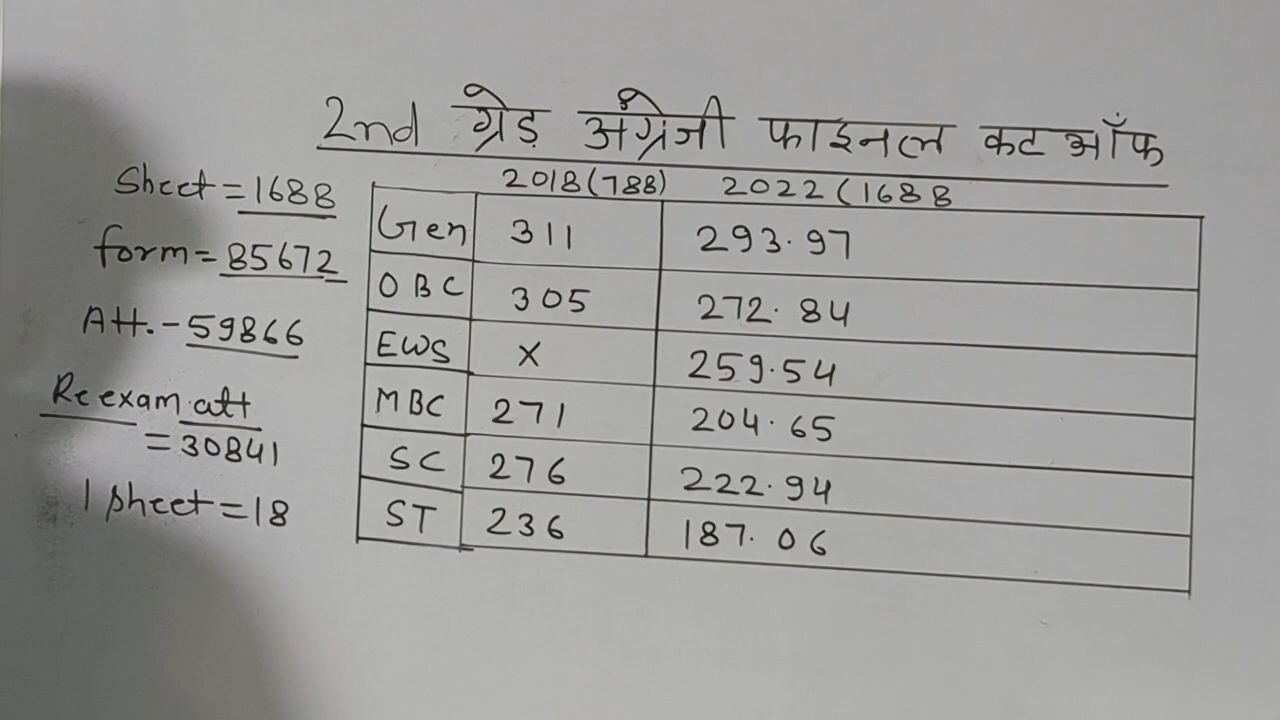 2nd ग्रेड अंग्रेजी फाइनल कट ऑफ
2018(788) 2022(1688
Sheet = 1688
form = 85672
Att. - 59866
Re exam att
= 30841
1 sheet = 18
Gen 311 293.97
OBC 305 272.84
EWS X 259.54
MBC 271 204.65
SC 276 222.94
ST 236 187.06